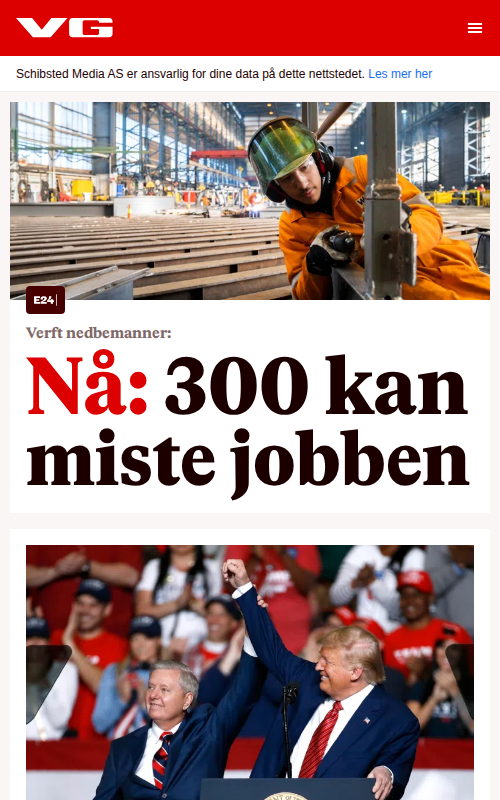 VG
Schibsted Media AS er ansvarlig for dine data på dette nettstedet. Les mer her
E24
Verft nedbemanner:
Nå: 300 kan
miste jobben